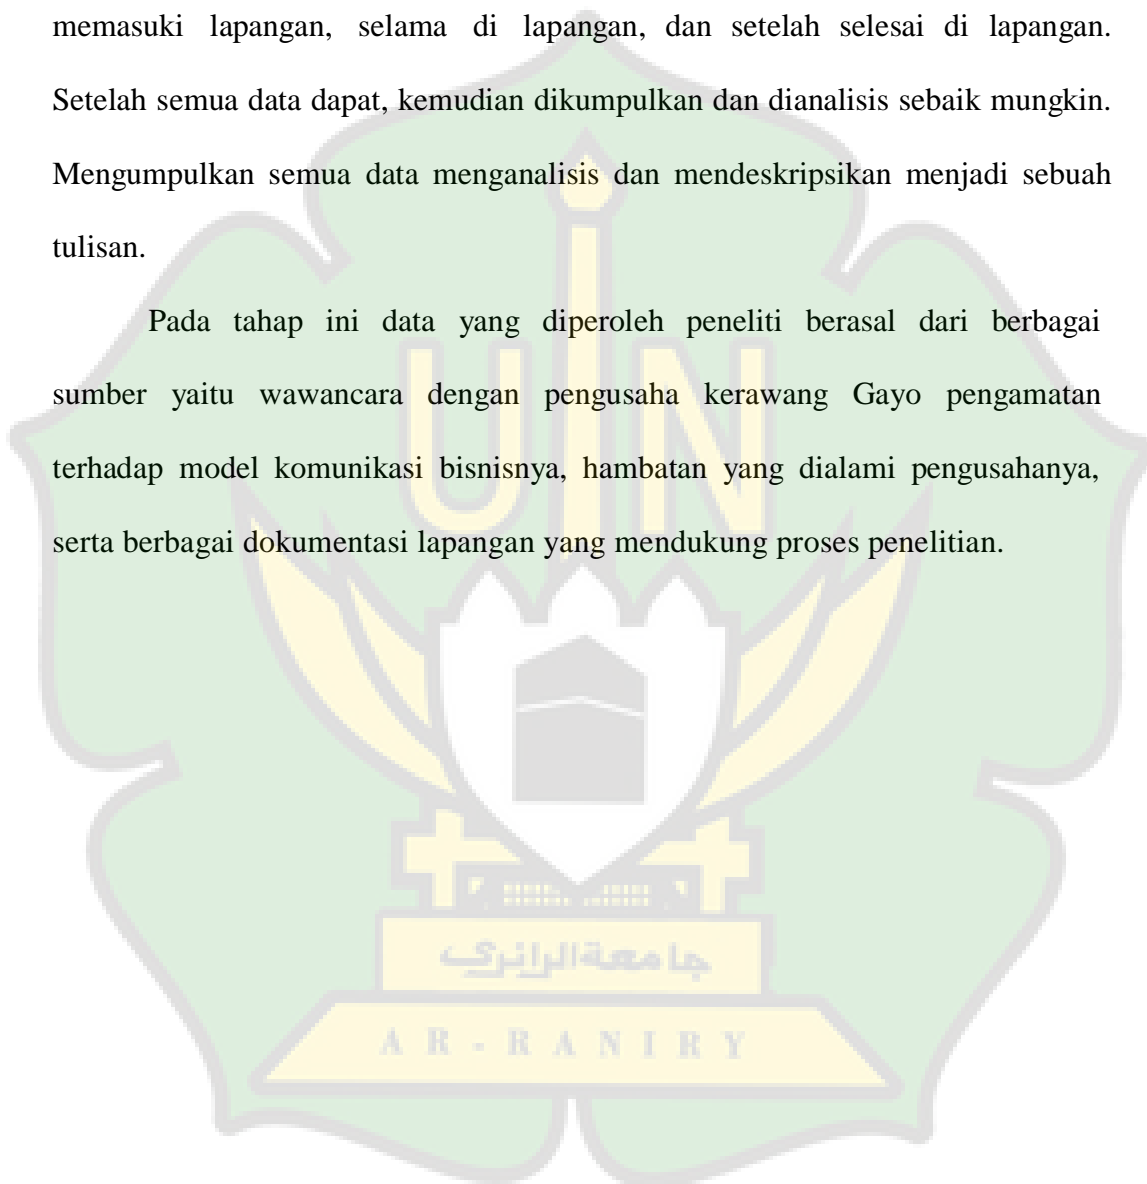 memasuki lapangan, selama di lapangan, dan setelah selesai di lapangan.
Setelah semua data dapat, kemudian dikumpulkan dan dianalisis sebaik mungkin.
Mengumpulkan semua data menganalisis dan mendeskripsikan menjadi sebuah
tulisan.
Pada tahap ini data yang diperoleh peneliti berasal dari berbagai
sumber yaitu wawancara dengan pengusaha kerawang Gayo pengamatan
terhadap model komunikasi bisnisnya, hambatan yang dialami pengusahanya,
serta berbagai dokumentasi lapangan yang mendukung proses penelitian.
UIN
جامعة الرانري
AR-RANIRY